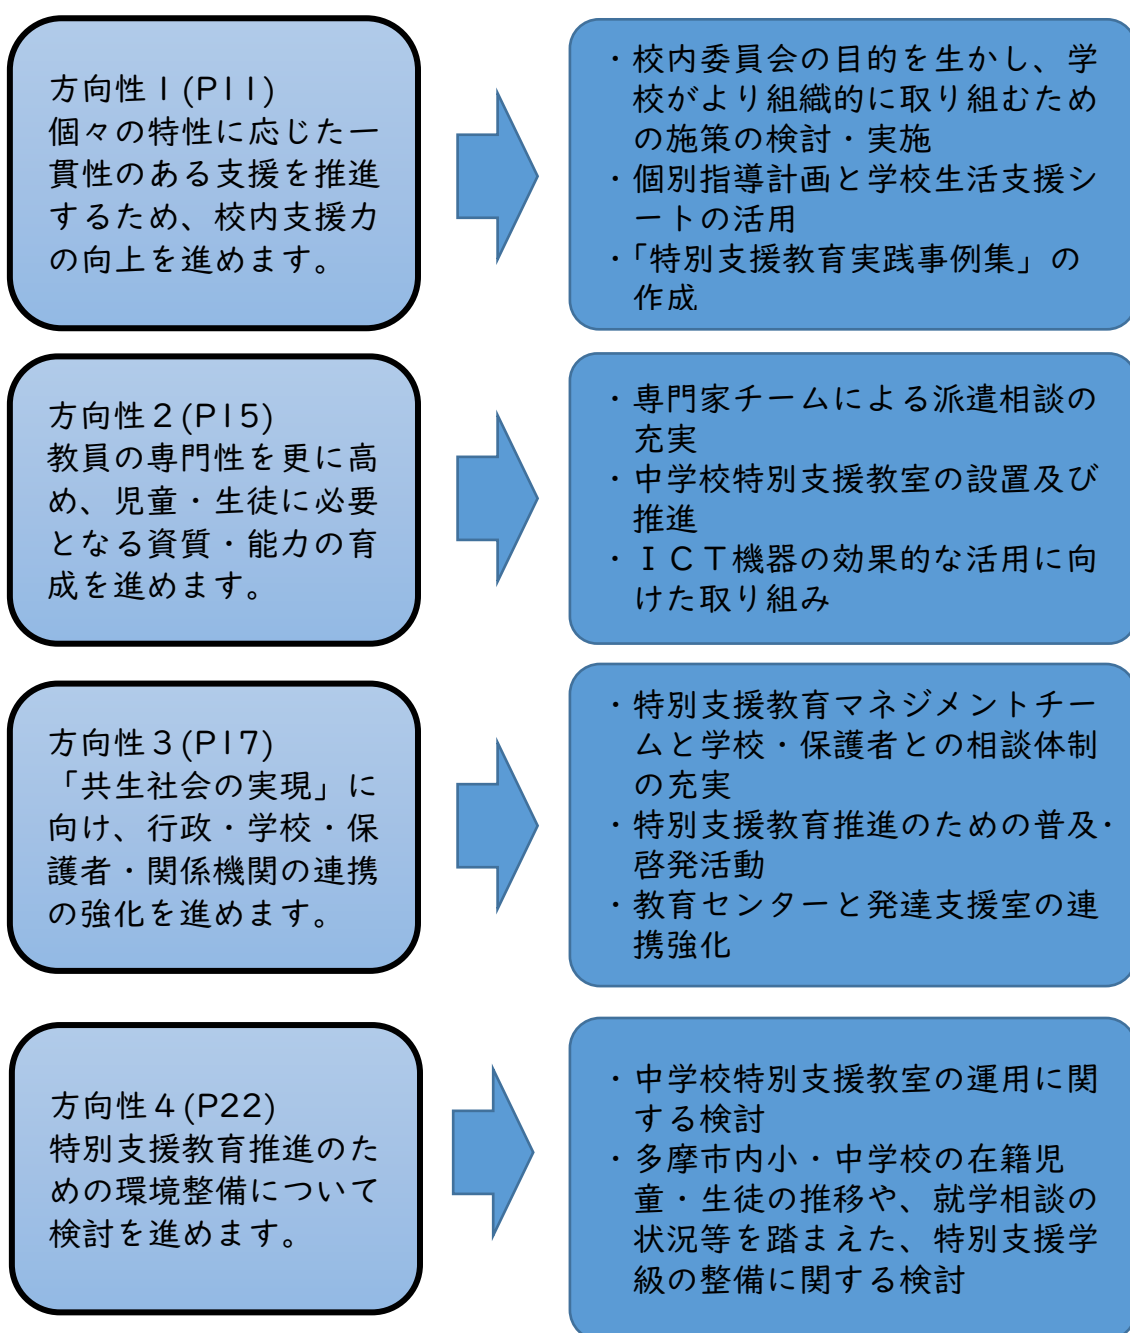 方向性１(P11)
個々の特性に応じた一
貫性のある支援を推進
するため、校内支援力
の向上を進めます。
・校内委員会の目的を生かし、学
校がより組織的に取り組むため
の施策の検討・実施
・個別指導計画と学校生活支援シ
ートの活用
・「特別支援教育実践事例集」の
作成
方向性２(P15)
教員の専門性を更に高
め、児童・生徒に必要
となる資質・能力の育
成を進めます。
・専門家チームによる派遣相談の
充実
・中学校特別支援教室の設置及び
推進
・ＩＣＴ機器の効果的な活用に向
けた取り組み
方向性３(P17)
「共生社会の実現」に
向け、行政・学校・保
護者・関係機関の連携
の強化を進めます。
・特別支援教育マネジメントチー
ムと学校・保護者との相談体制
の充実
・特別支援教育推進のための普及・
啓発活動
・教育センターと発達支援室の連
携強化
方向性４(P22)
特別支援教育推進のた
めの環境整備について
検討を進めます。
・中学校特別支援教室の運用に関
する検討
・多摩市内小・中学校の在籍児
童・生徒の推移や、就学相談の
状況等を踏まえた、特別支援学
級の整備に関する検討